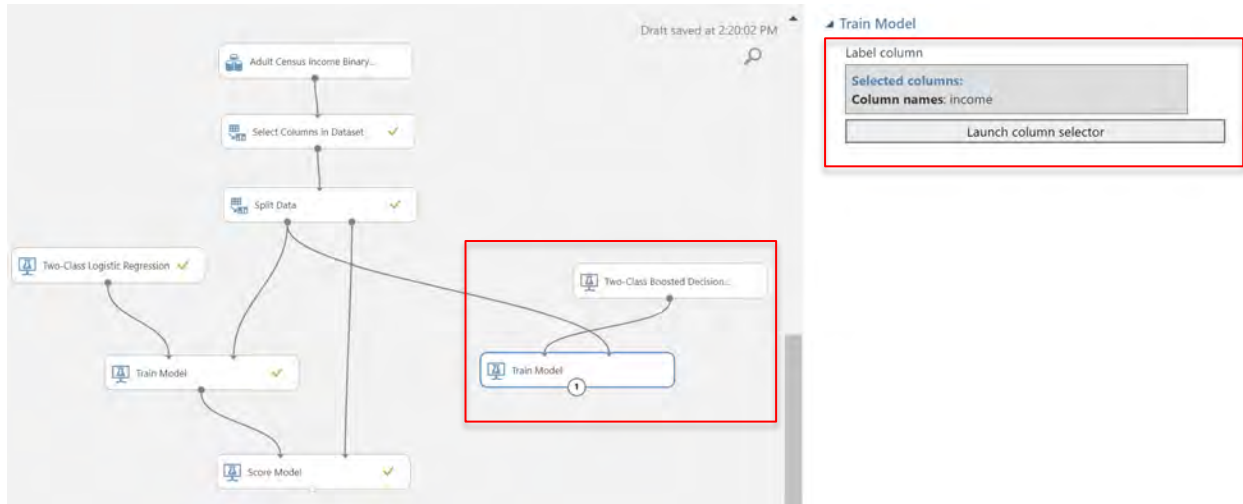 Draft saved at 2:20:02 PM
Adult Census Income Binary...
Select Columns in Dataset
Split Data
Two-Class Logistic Regression
Two-Class Boosted Decision...
Train Model
Train Model
1
Score Model
Train Model
Label column
Selected columns:
Column names: income
Launch column selector